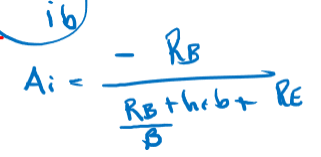 ib
Ai = - RB
RB + hib + RE
β